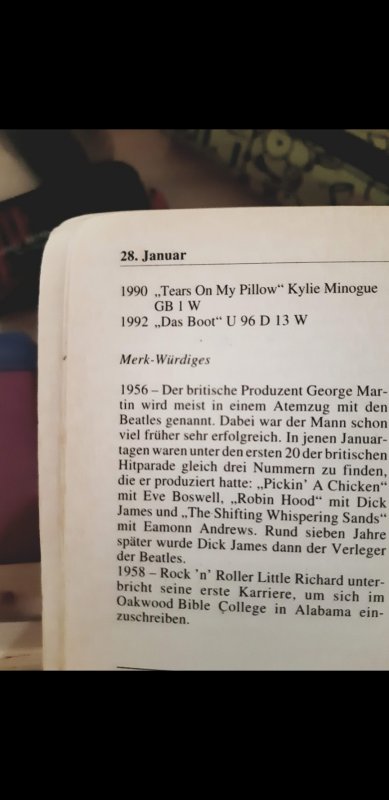 28. Januar
1990 „Tears On My Pillow“ Kylie Minogue
GB 1 W
1992 „Das Boot“ U 96 D 13 W
Merk-Würdiges
1956 – Der britische Produzent George Mar-
tin wird meist in einem Atemzug mit den
Beatles genannt. Dabei war der Mann schon
viel früher sehr erfolgreich. In jenen Januar-
tagen waren unter den ersten 20 der britischen
Hitparade gleich drei Nummern zu finden,
die er produziert hatte: „Pickin’ A Chicken“
mit Eve Boswell, „Robin Hood“ mit Dick
James und „The Shifting Whispering Sands“
mit Eamonn Andrews. Rund sieben Jahre
später wurde Dick James dann der Verleger
der Beatles.
1958 – Rock ’n’ Roller Little Richard unter-
bricht seine erste Karriere, um sich im
Oakwood Bible College in Alabama ein-
zuschreiben.